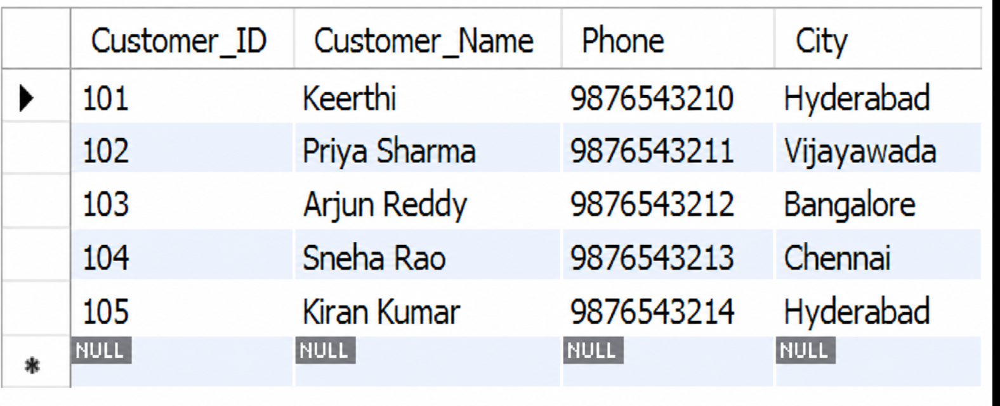 Customer_ID Customer_Name Phone City
101 Keerthi 9876543210 Hyderabad
102 Priya Sharma 9876543211 Vijayawada
103 Arjun Reddy 9876543212 Bangalore
104 Sneha Rao 9876543213 Chennai
105 Kiran Kumar 9876543214 Hyderabad
* NULL NULL NULL NULL